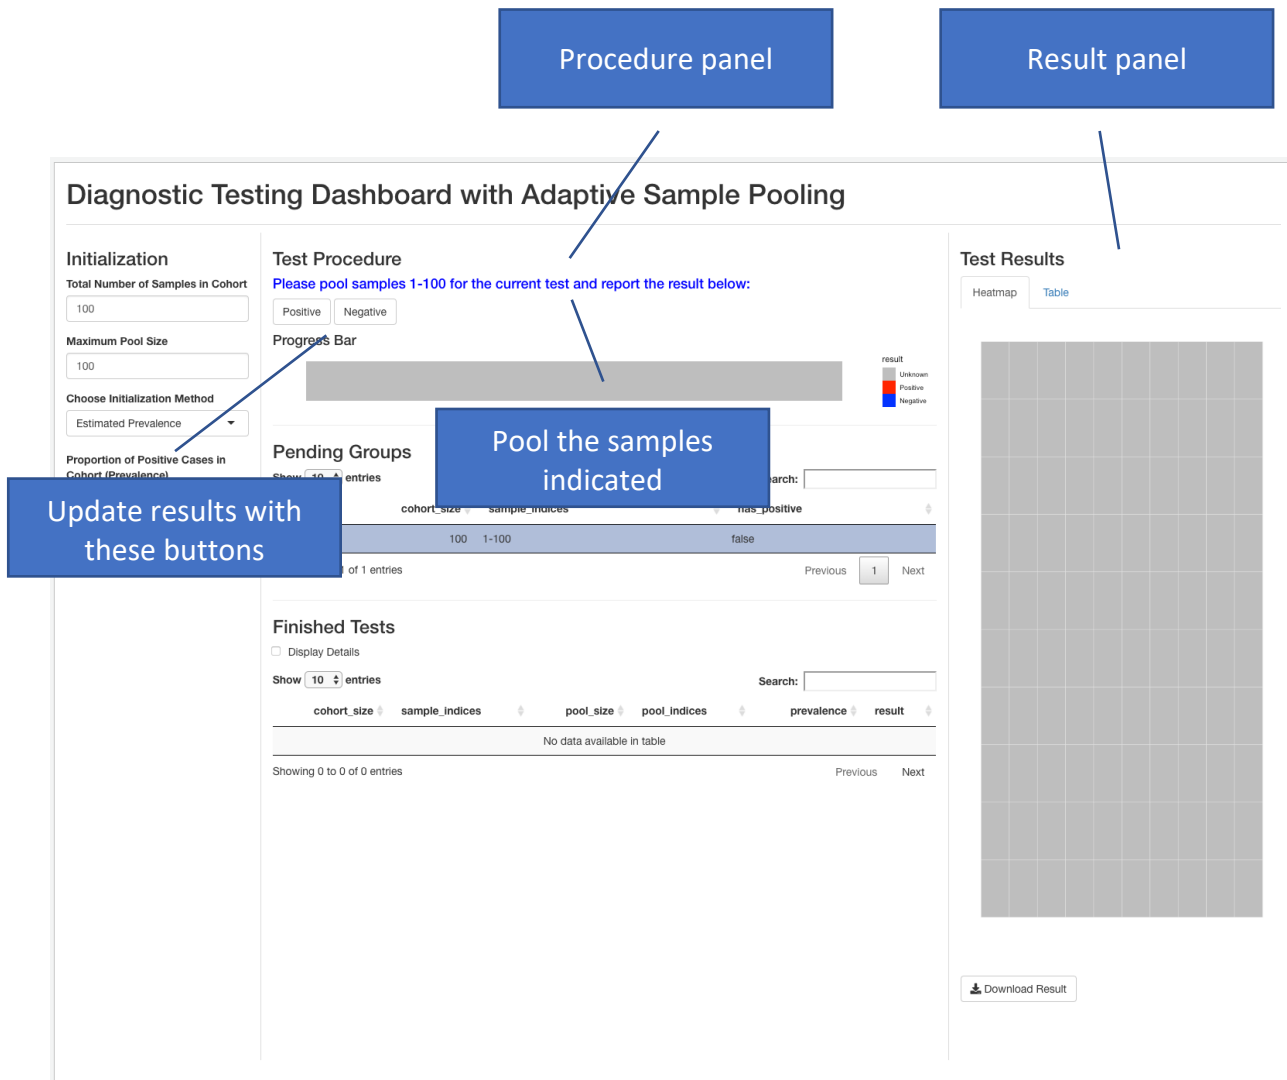 Procedure panel
Result panel
Diagnostic Testing Dashboard with Adaptive Sample Pooling
Initialization
Total Number of Samples in Cohort
100
Maximum Pool Size
100
Choose Initialization Method
Estimated Prevalence
Proportion of Positive Cases in
Cohort (Prevalence)
Update results with
these buttons
Test Procedure
Please pool samples 1-100 for the current test and report the result below:
Positive Negative
Progress Bar
result
Unknown
Positive
Negative
Pool the samples
indicated
Pending Groups
Show 10 entries
Search:
cohort_size sample_indices has_positive
100 1-100 false
1 of 1 entries
Previous 1 Next
Finished Tests
Display Details
Show 10 entries
Search:
cohort_size sample_indices pool_size pool_indices prevalence result
No data available in table
Showing 0 to 0 of 0 entries
Previous Next
Test Results
Heatmap Table
Download Result